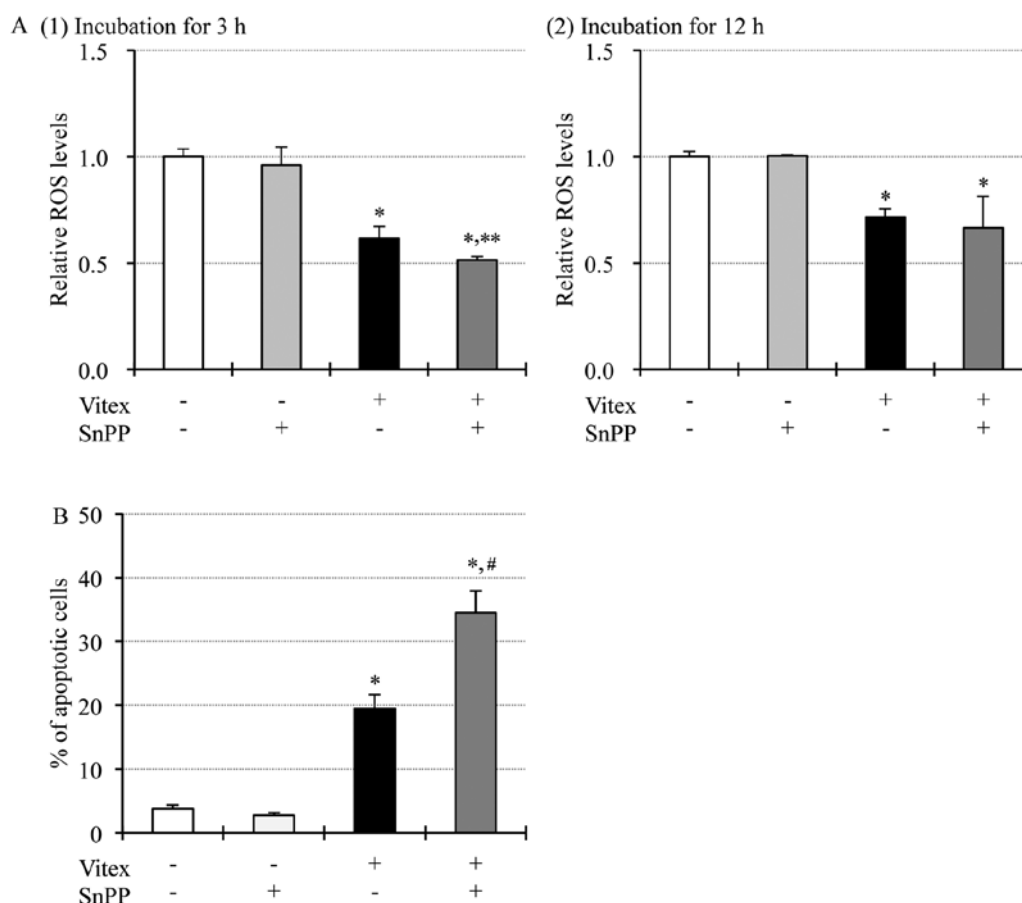 A (1) Incubation for 3 h
1.5
1.0
0.5
0.0
Relative ROS levels
*
*,**
Vitex - - + +
SnPP - + - +
(2) Incubation for 12 h
1.5
1.0
0.5
0.0
Relative ROS levels
*
*
Vitex - - + +
SnPP - + - +
B
50
40
30
20
10
0
% of apoptotic cells
*
*,#
Vitex - - + +
SnPP - + - +